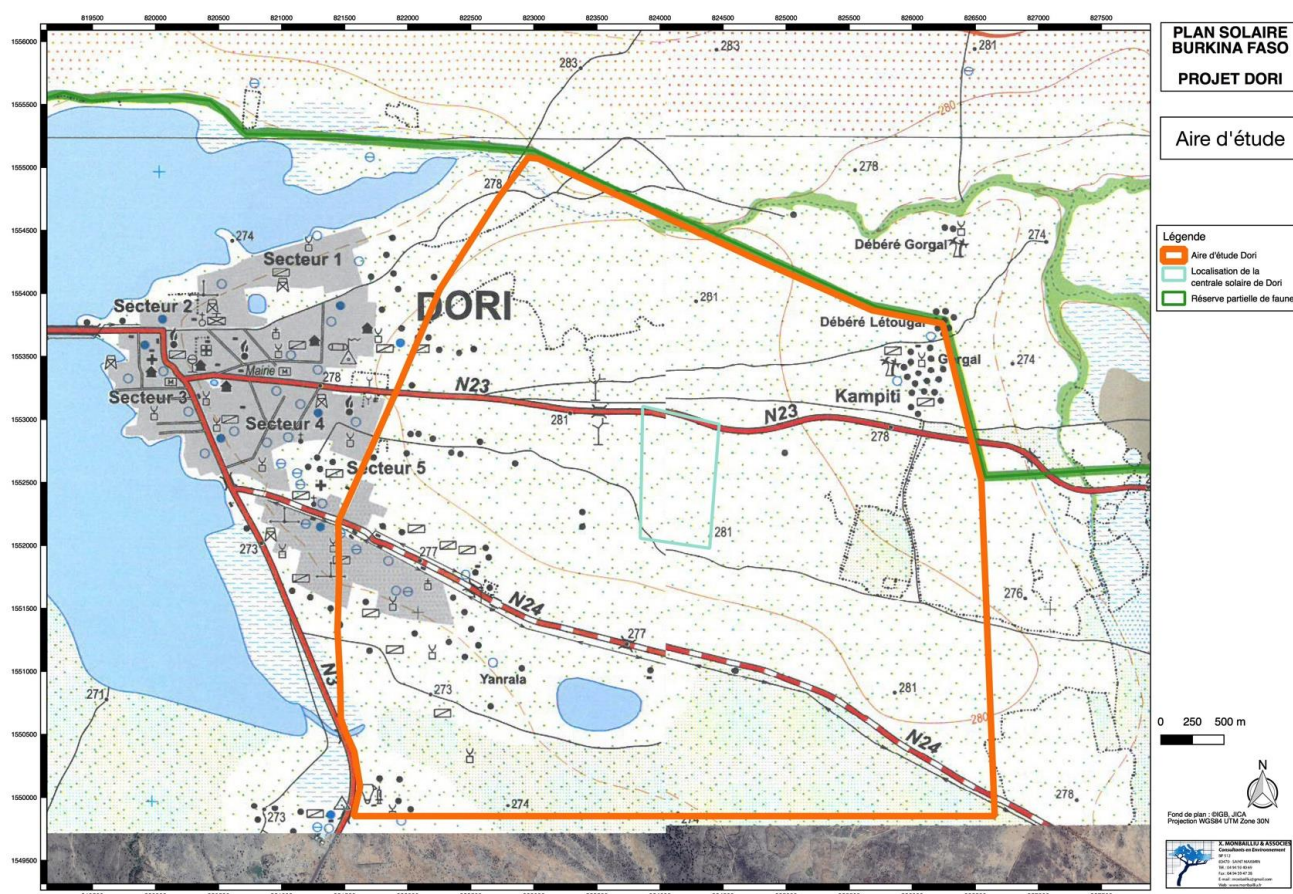 819500 820000 820500 821000 821500 822000 822500 823000 823500 824000 824500 825000 825500 826000 826500 827000 827500
1556000
1555500
1555000
1554500
1554000
1553500
1553000
1552500
1552000
1551500
1551000
1550500
1550000
1549500
PLAN SOLAIRE
BURKINA FASO
PROJET DORI
Aire d'étude
Légende
Aire d'étude Dori
Localisation de la
centrale solaire de Dori
Réserve partielle de faune
283
281
283
280
278
278
274
274
Débéré Gorgal
Secteur 1
Secteur 2
DORI
281
Débéré Létougal
Gorgal
274
Mairie
278
N23
Kampiti
Secteur 3
281
N23
278
Secteur 4
Secteur 5
281
273
277
276
N24
277
N3
Yanrala
273
281
271
280
N24
274
273
278
274
0 250 500 m
N
Fond de plan : ©IGB, JICA
Projection WGS84 UTM Zone 30N
X. MONBAILLIU & ASSOCIES
Consultants en Environnement